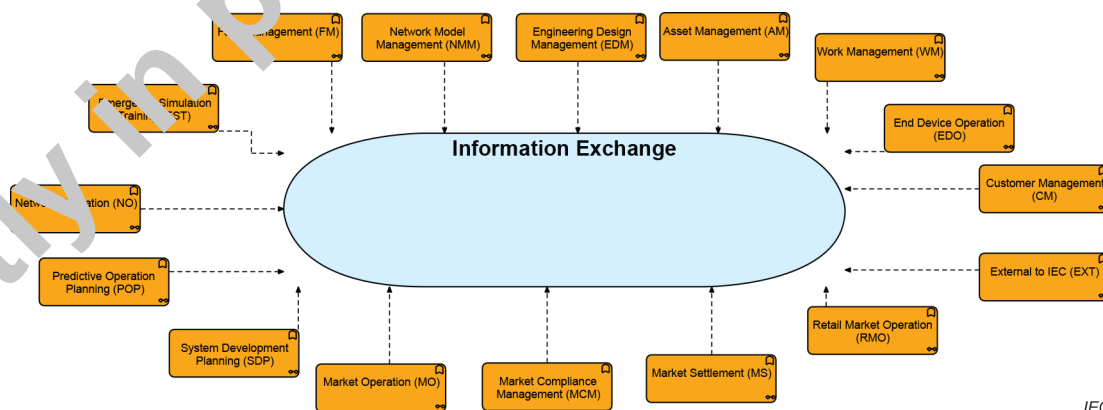 Management (FM)
Network Model
Management (NMM)
Engineering Design
Management (EDM)
Asset Management (AM)
Work Management (WM)
Simulation
End Device Operation
(EDO)
Information Exchange
Customer Management
(CM)
(NO)
Predictive Operation
Planning (POP)
External to IEC (EXT)
System Development
Planning (SDP)
Retail Market Operation
(RMO)
Market Operation (MO)
Market Compliance
Management (MCM)
Market Settlement (MS)
IEC